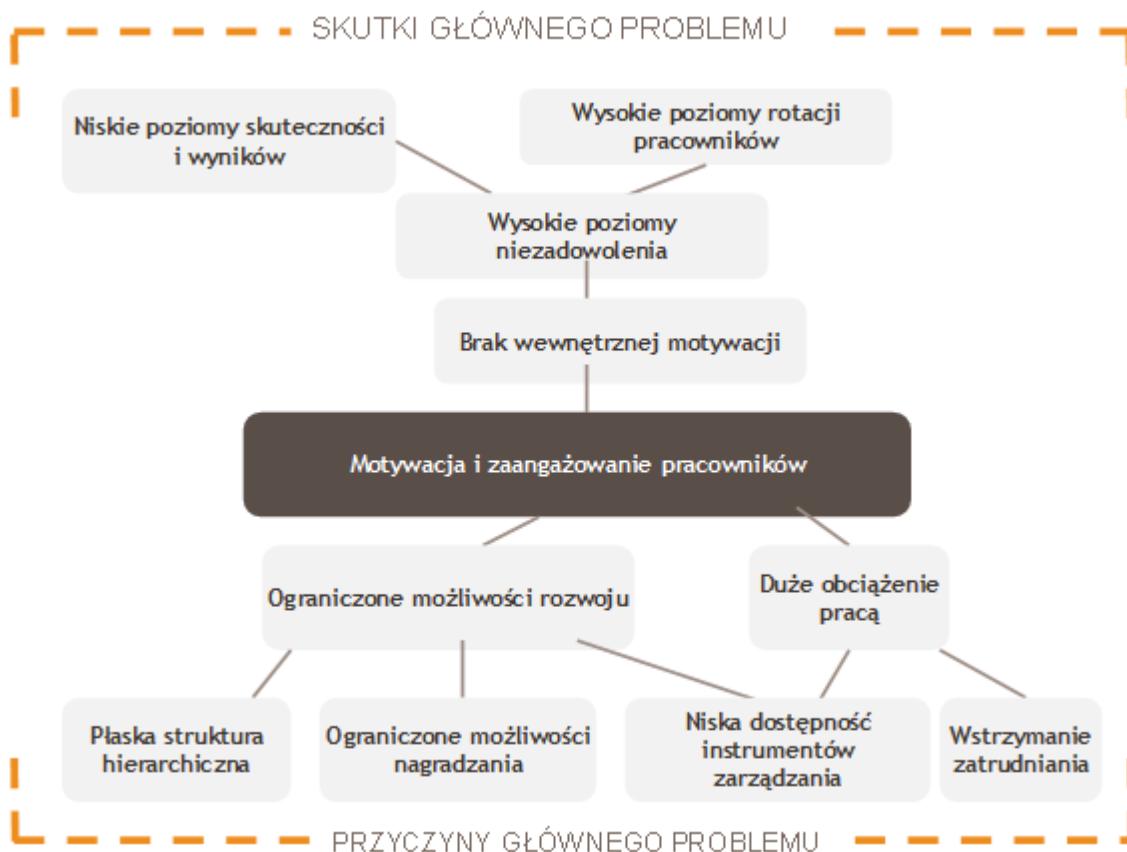 SKUTKI GŁÓWNEGO PROBLEMU
Niskie poziomy skuteczności
i wyników
Wysokie poziomy rotacji
pracowników
Wysokie poziomy
niezadowolenia
Brak wewnętrznej motywacji
Motywacja i zaangażowanie pracowników
Ograniczone możliwości rozwoju
Duże obciążenie
pracą
Płaska struktura
hierarchiczna
Ograniczone możliwości
nagradzania
Niska dostępność
instrumentów
zarządzania
Wstrzymanie
zatrudniania
PRZYCZYNY GŁÓWNEGO PROBLEMU